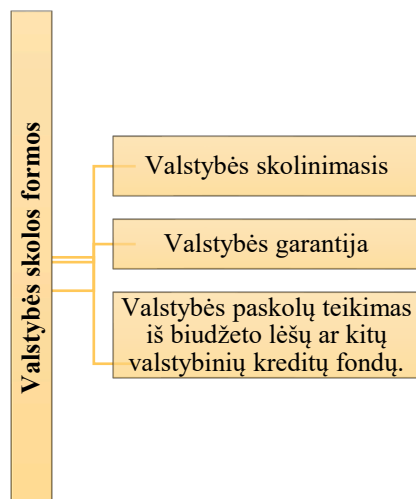 Valstybės skolos formos
Valstybės skolinimasis
Valstybės garantija
Valstybės paskolų teikimas
iš biudžeto lėšų ar kitų
valstybinių kreditų fondų.